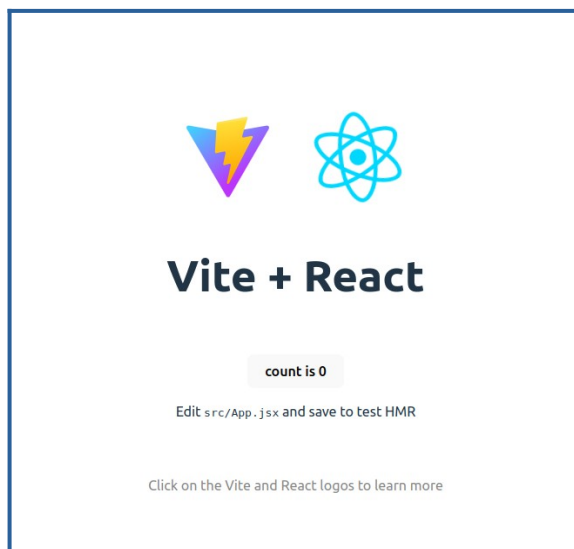 Vite + React
count is 0
Edit src/App.jsx and save to test HMR
Click on the Vite and React logos to learn more